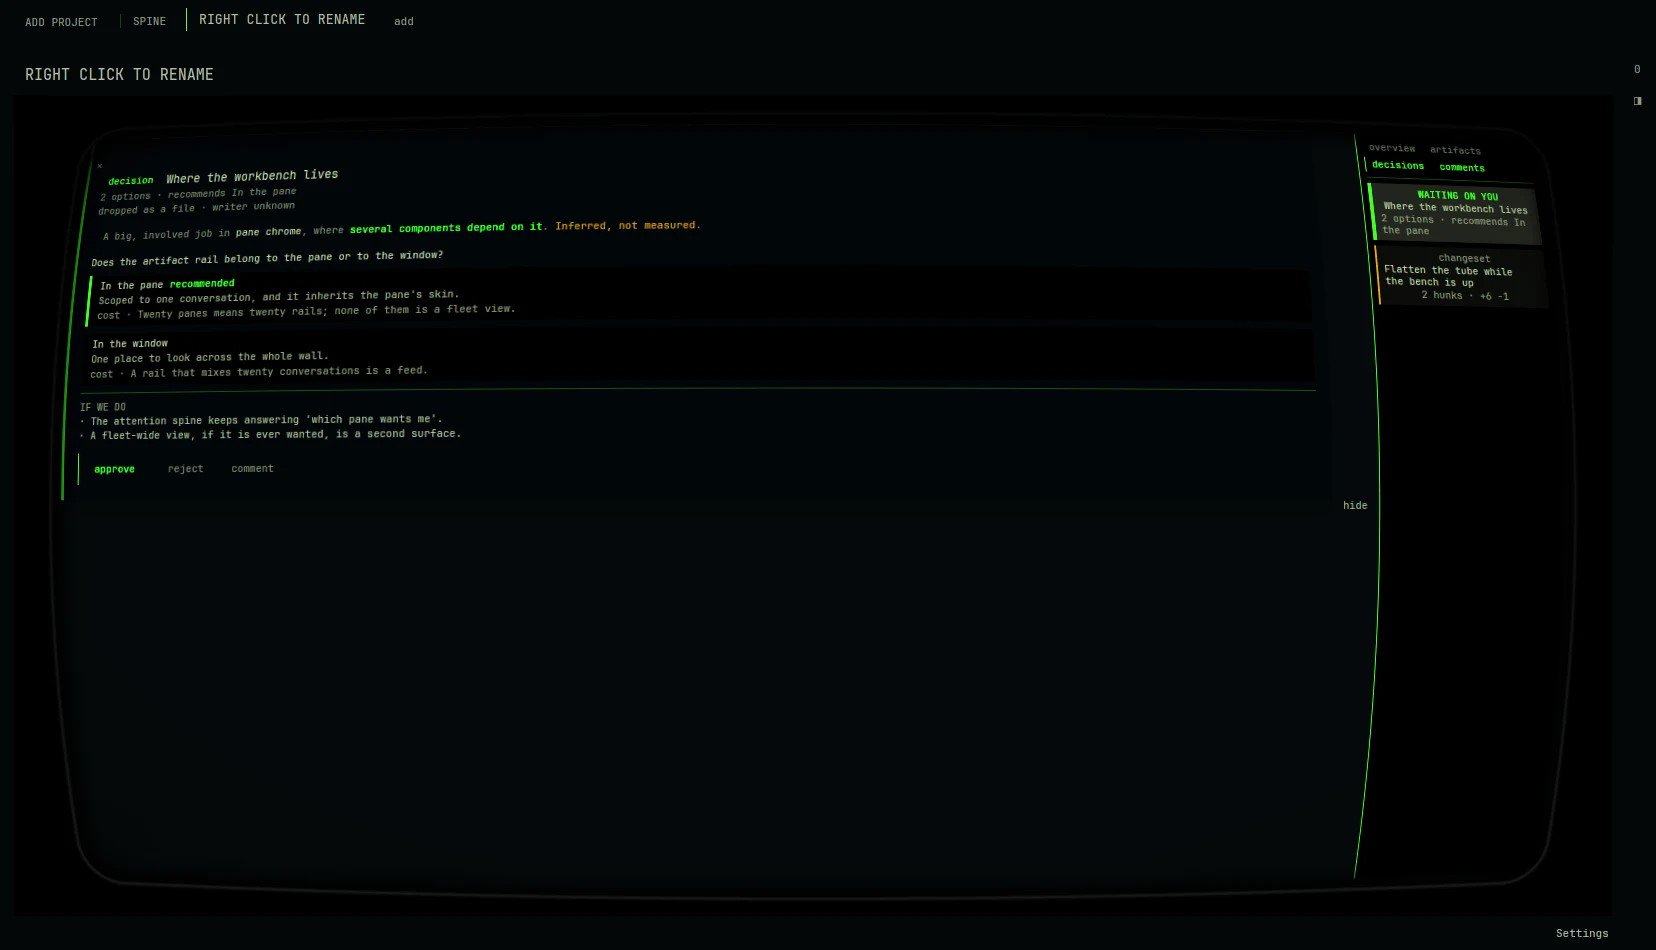 ADD PROJECT SPINE RIGHT CLICK TO RENAME add
RIGHT CLICK TO RENAME
0
×
decision Where the workbench lives
2 options · recommends In the pane
dropped as a file · writer unknown
A big, involved job in pane chrome, where several components depend on it. Inferred, not measured.
Does the artifact rail belong to the pane or to the window?
In the pane recommended
Scoped to one conversation, and it inherits the pane's skin.
cost · Twenty panes means twenty rails; none of them is a fleet view.
In the window
One place to look across the whole wall.
cost · A rail that mixes twenty conversations is a feed.
IF WE DO
· The attention spine keeps answering 'which pane wants me'.
· A fleet-wide view, if it is ever wanted, is a second surface.
approve reject comment
hide
overview artifacts
decisions comments
WAITING ON YOU
Where the workbench lives
2 options · recommends In
the pane
changeset
Flatten the tube while
the bench is up
2 hunks · +6 -1
Settings